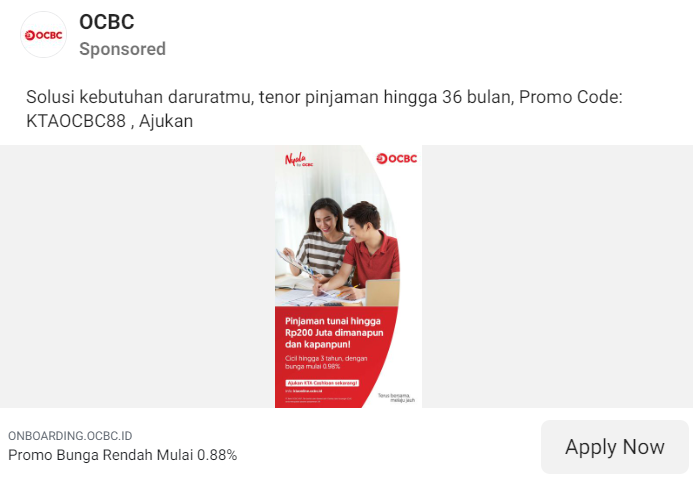 OCBC
OCBC
Sponsored
Solusi kebutuhan daruratmu, tenor pinjaman hingga 36 bulan, Promo Code:
KTAOCBC88 , Ajukan
Nyala
by OCBC
OCBC
Pinjaman tunai hingga
Rp200 Juta dimanapun
dan kapanpun!
Cicil hingga 3 tahun, dengan
bunga mulai 0.98%
Ajukan KTA Cashloan sekarang!
Terus bersama,
melaju jauh
ONBOARDING.OCBC.ID
Promo Bunga Rendah Mulai 0.88%
Apply Now